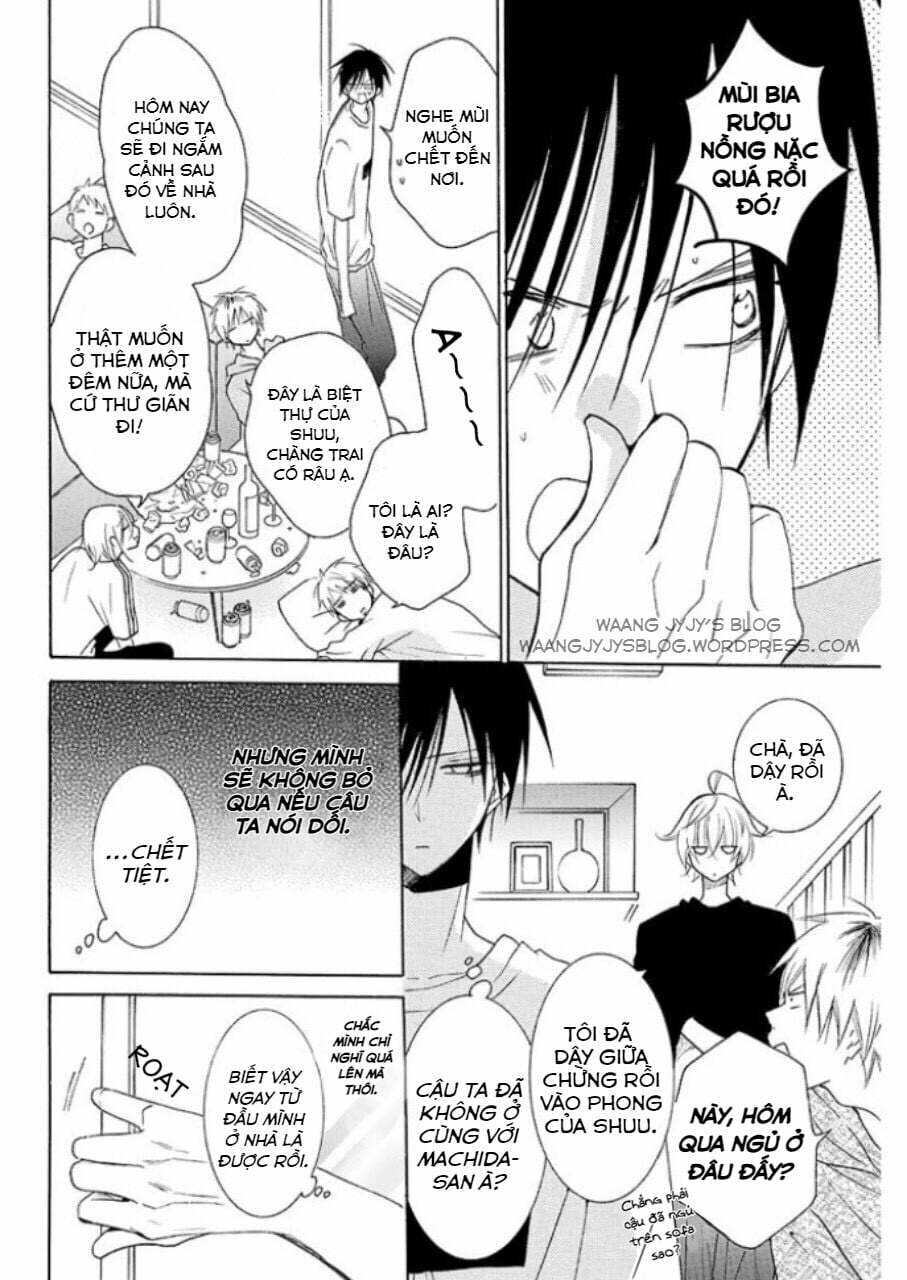 MÙI BIA
RƯỢU
NỒNG NẶC
QUÁ RỒI
ĐÓ!
NGHE MÙI
MUỐN
CHẾT ĐẾN
NƠI.
HÔM NAY
CHÚNG TA
SẼ ĐI NGẮM
CẢNH SAU
ĐÓ VỀ NHÀ
LUÔN.
THẬT MUỐN
Ở THÊM MỘT
ĐÊM NỮA, MÀ
CỨ THƯ GIÃN
ĐI!
A~~~
ĐÂY LÀ BIỆT
THỰ CỦA
SHUU,
CHÀNG TRAI
CÓ RÂU Ạ.
TÔI LÀ AI?
ĐÂY LÀ
ĐÂU?
WAANG JYJY'S BLOG
WAANGJYJYSBLOG.WORDPRESS.COM
CHÀ, ĐÃ
DẬY RỒI
À.
NÀY, HÔM
QUA NGỦ Ở
ĐÂU ĐẤY?
Chẳng phải
cậu đã ngủ
trên sofa
sao?
TÔI ĐÃ
DẬY GIỮA
CHỪNG RỒI
VÀO PHONG
CỦA SHUU.
CẬU TA ĐÃ
KHÔNG Ở
CÙNG VỚI
MACHIDA-
SAN À?
NHƯNG MÌNH
SẼ KHÔNG BỎ
QUA NẾU CẬU
TA NÓI DỐI.
...CHẾT
TIỆT.
CHẮC
MÌNH CHỈ
NGHĨ QUÁ
LÊN MÀ
THÔI.
BIẾT VẬY
NGAY TỪ
ĐẦU MÌNH
Ở NHÀ LÀ
ĐƯỢC RỒI.
ROẠT